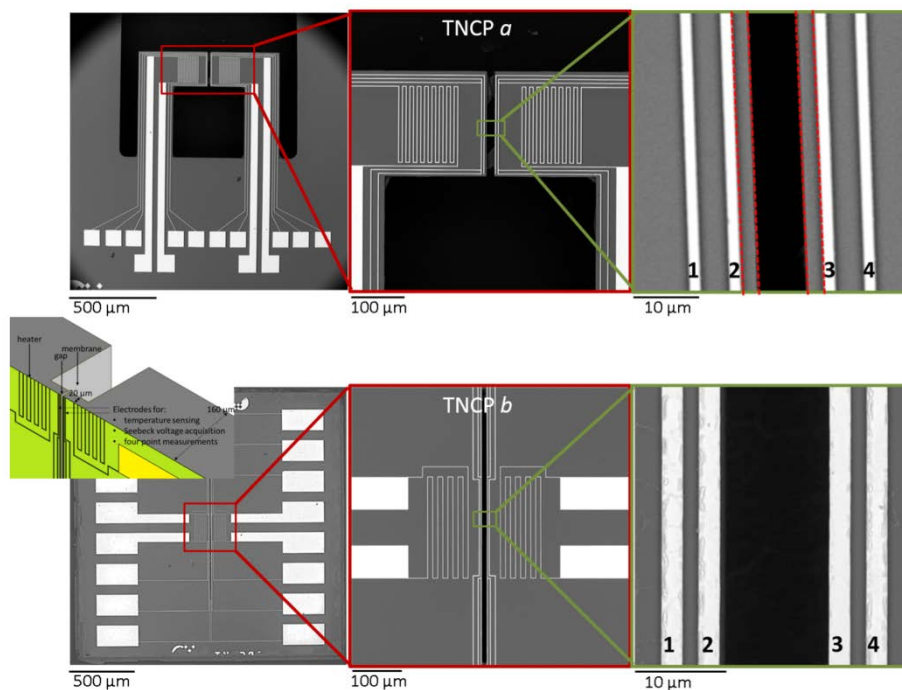 TNCP a
1
2
3
4
500 µm
100 µm
10 µm
heater
gap
membrane
20 µm
Electrodes for:
160 µm
• temperature sensing
• Seebeck voltage acquisition
• four point measurements
TNCP b
1
2
3
4
500 µm
100 µm
10 µm